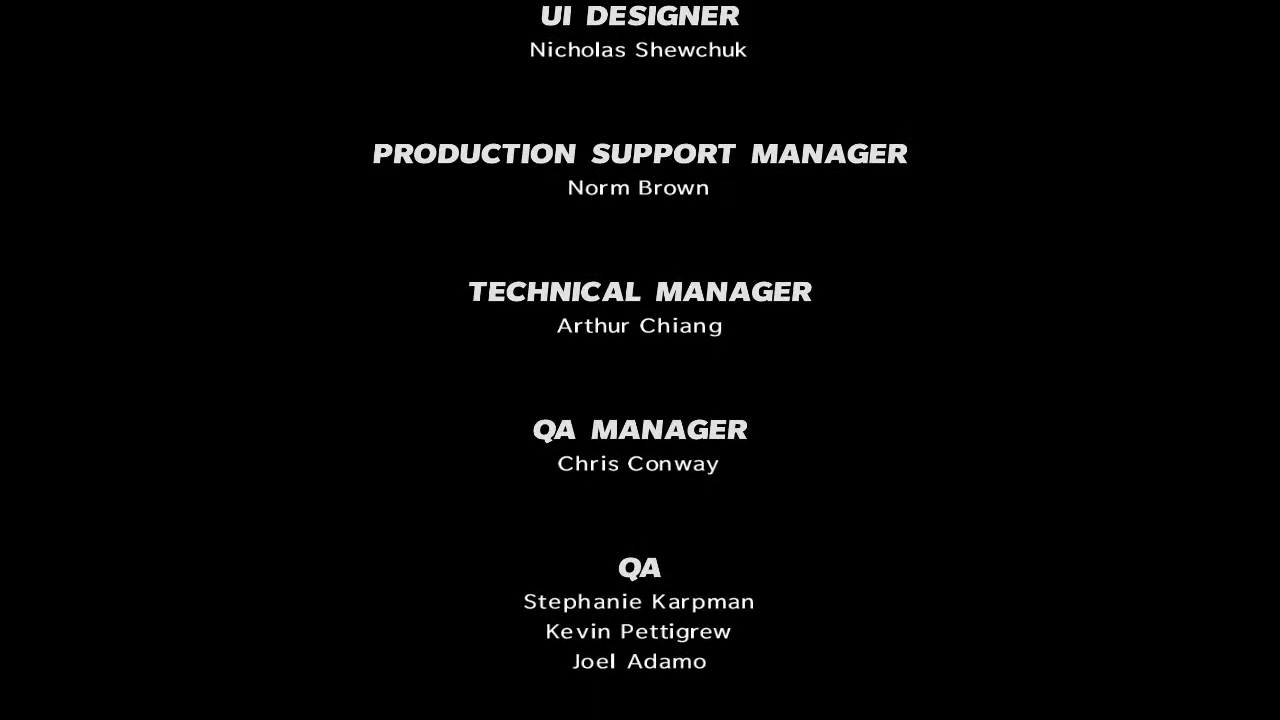 UI DESIGNER
Nicholas Shewchuk
PRODUCTION SUPPORT MANAGER
Norm Brown
TECHNICAL MANAGER
Arthur Chiang
QA MANAGER
Chris Conway
QA
Stephanie Karpman
Kevin Pettigrew
Joel Adamo